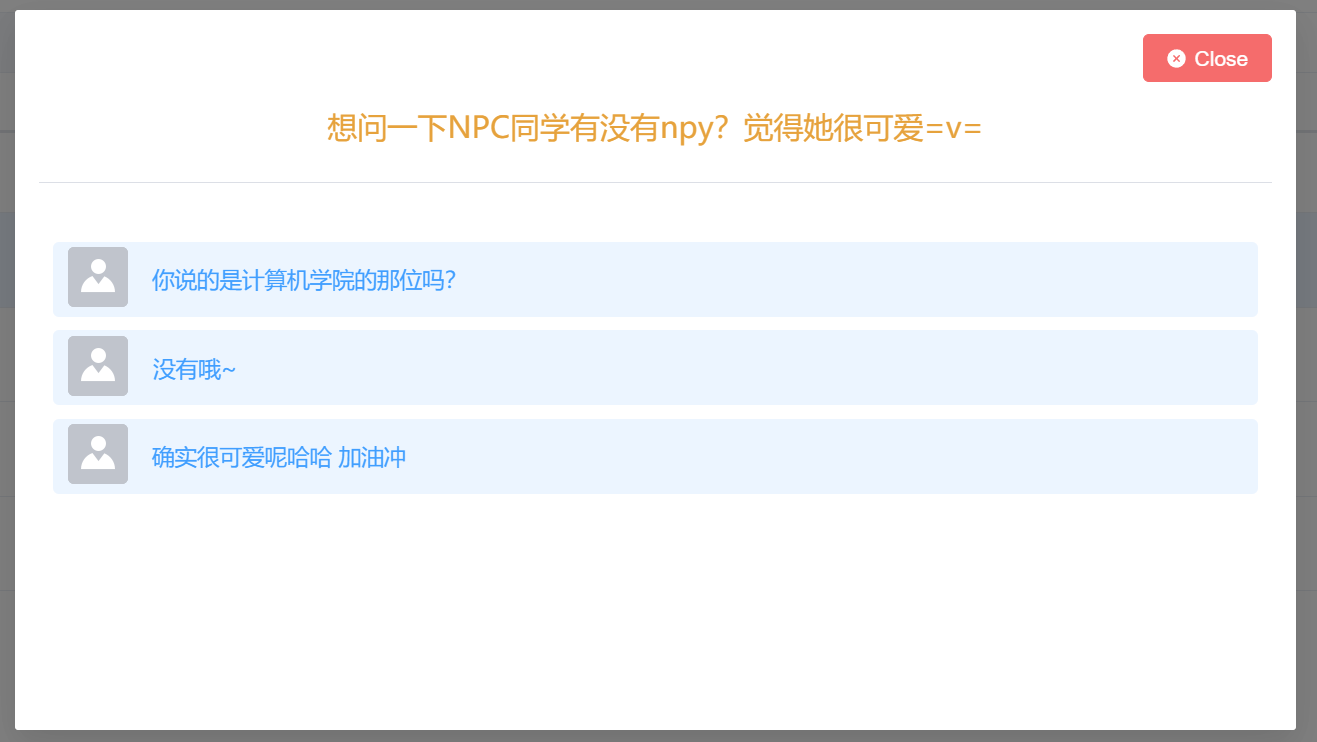 Close
想问一下NPC同学有没有npy？觉得她很可爱=v=
你说的是计算机学院的那位吗？
没有哦~
确实很可爱呢哈哈 加油冲